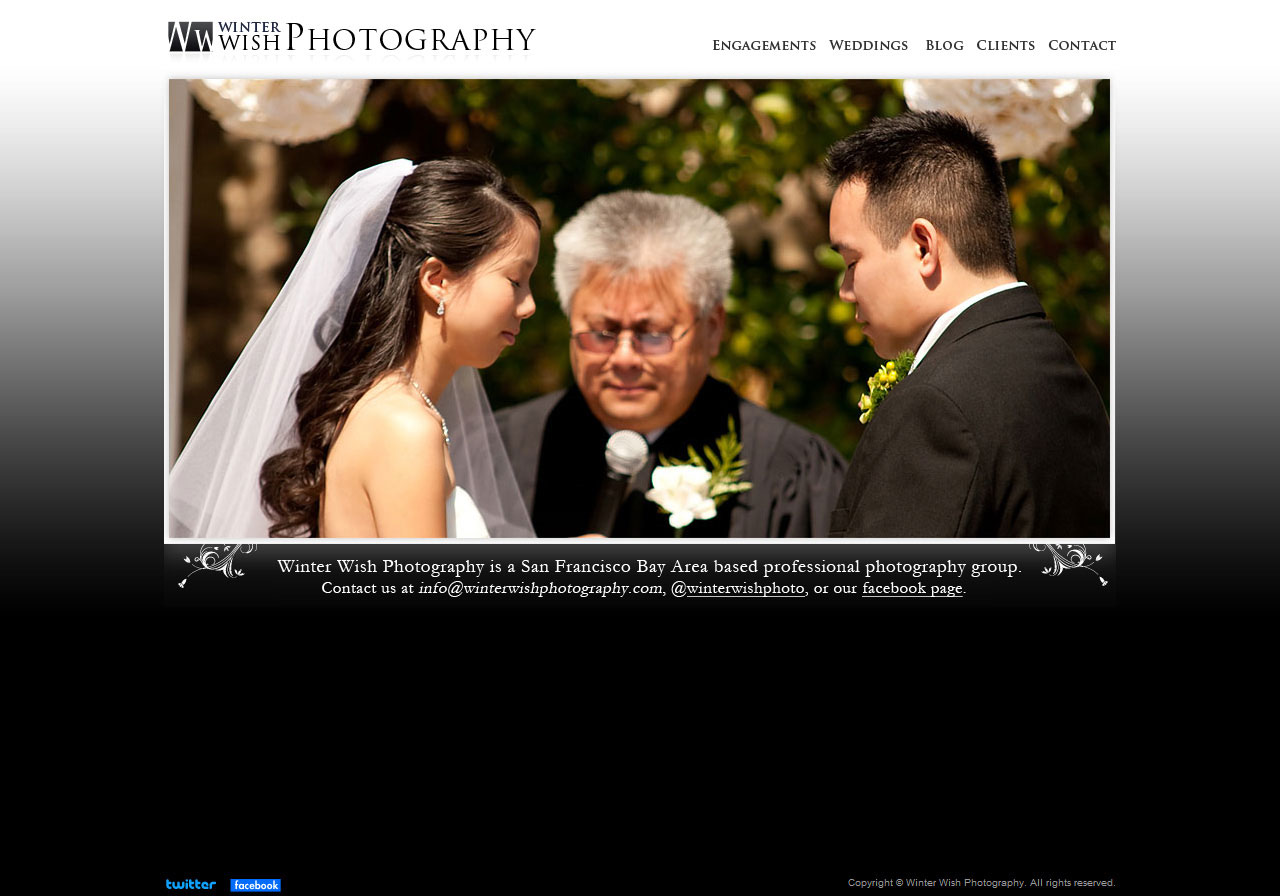 WW WINTER WISH PHOTOGRAPHY
ENGAGEMENTS WEDDINGS BLOG CLIENTS CONTACT
Winter Wish Photography is a San Francisco Bay Area based professional photography group.
Contact us at info@winterwishphotography.com, @winterwishphoto, or our facebook page.
twitter facebook Copyright © Winter Wish Photography. All rights reserved.